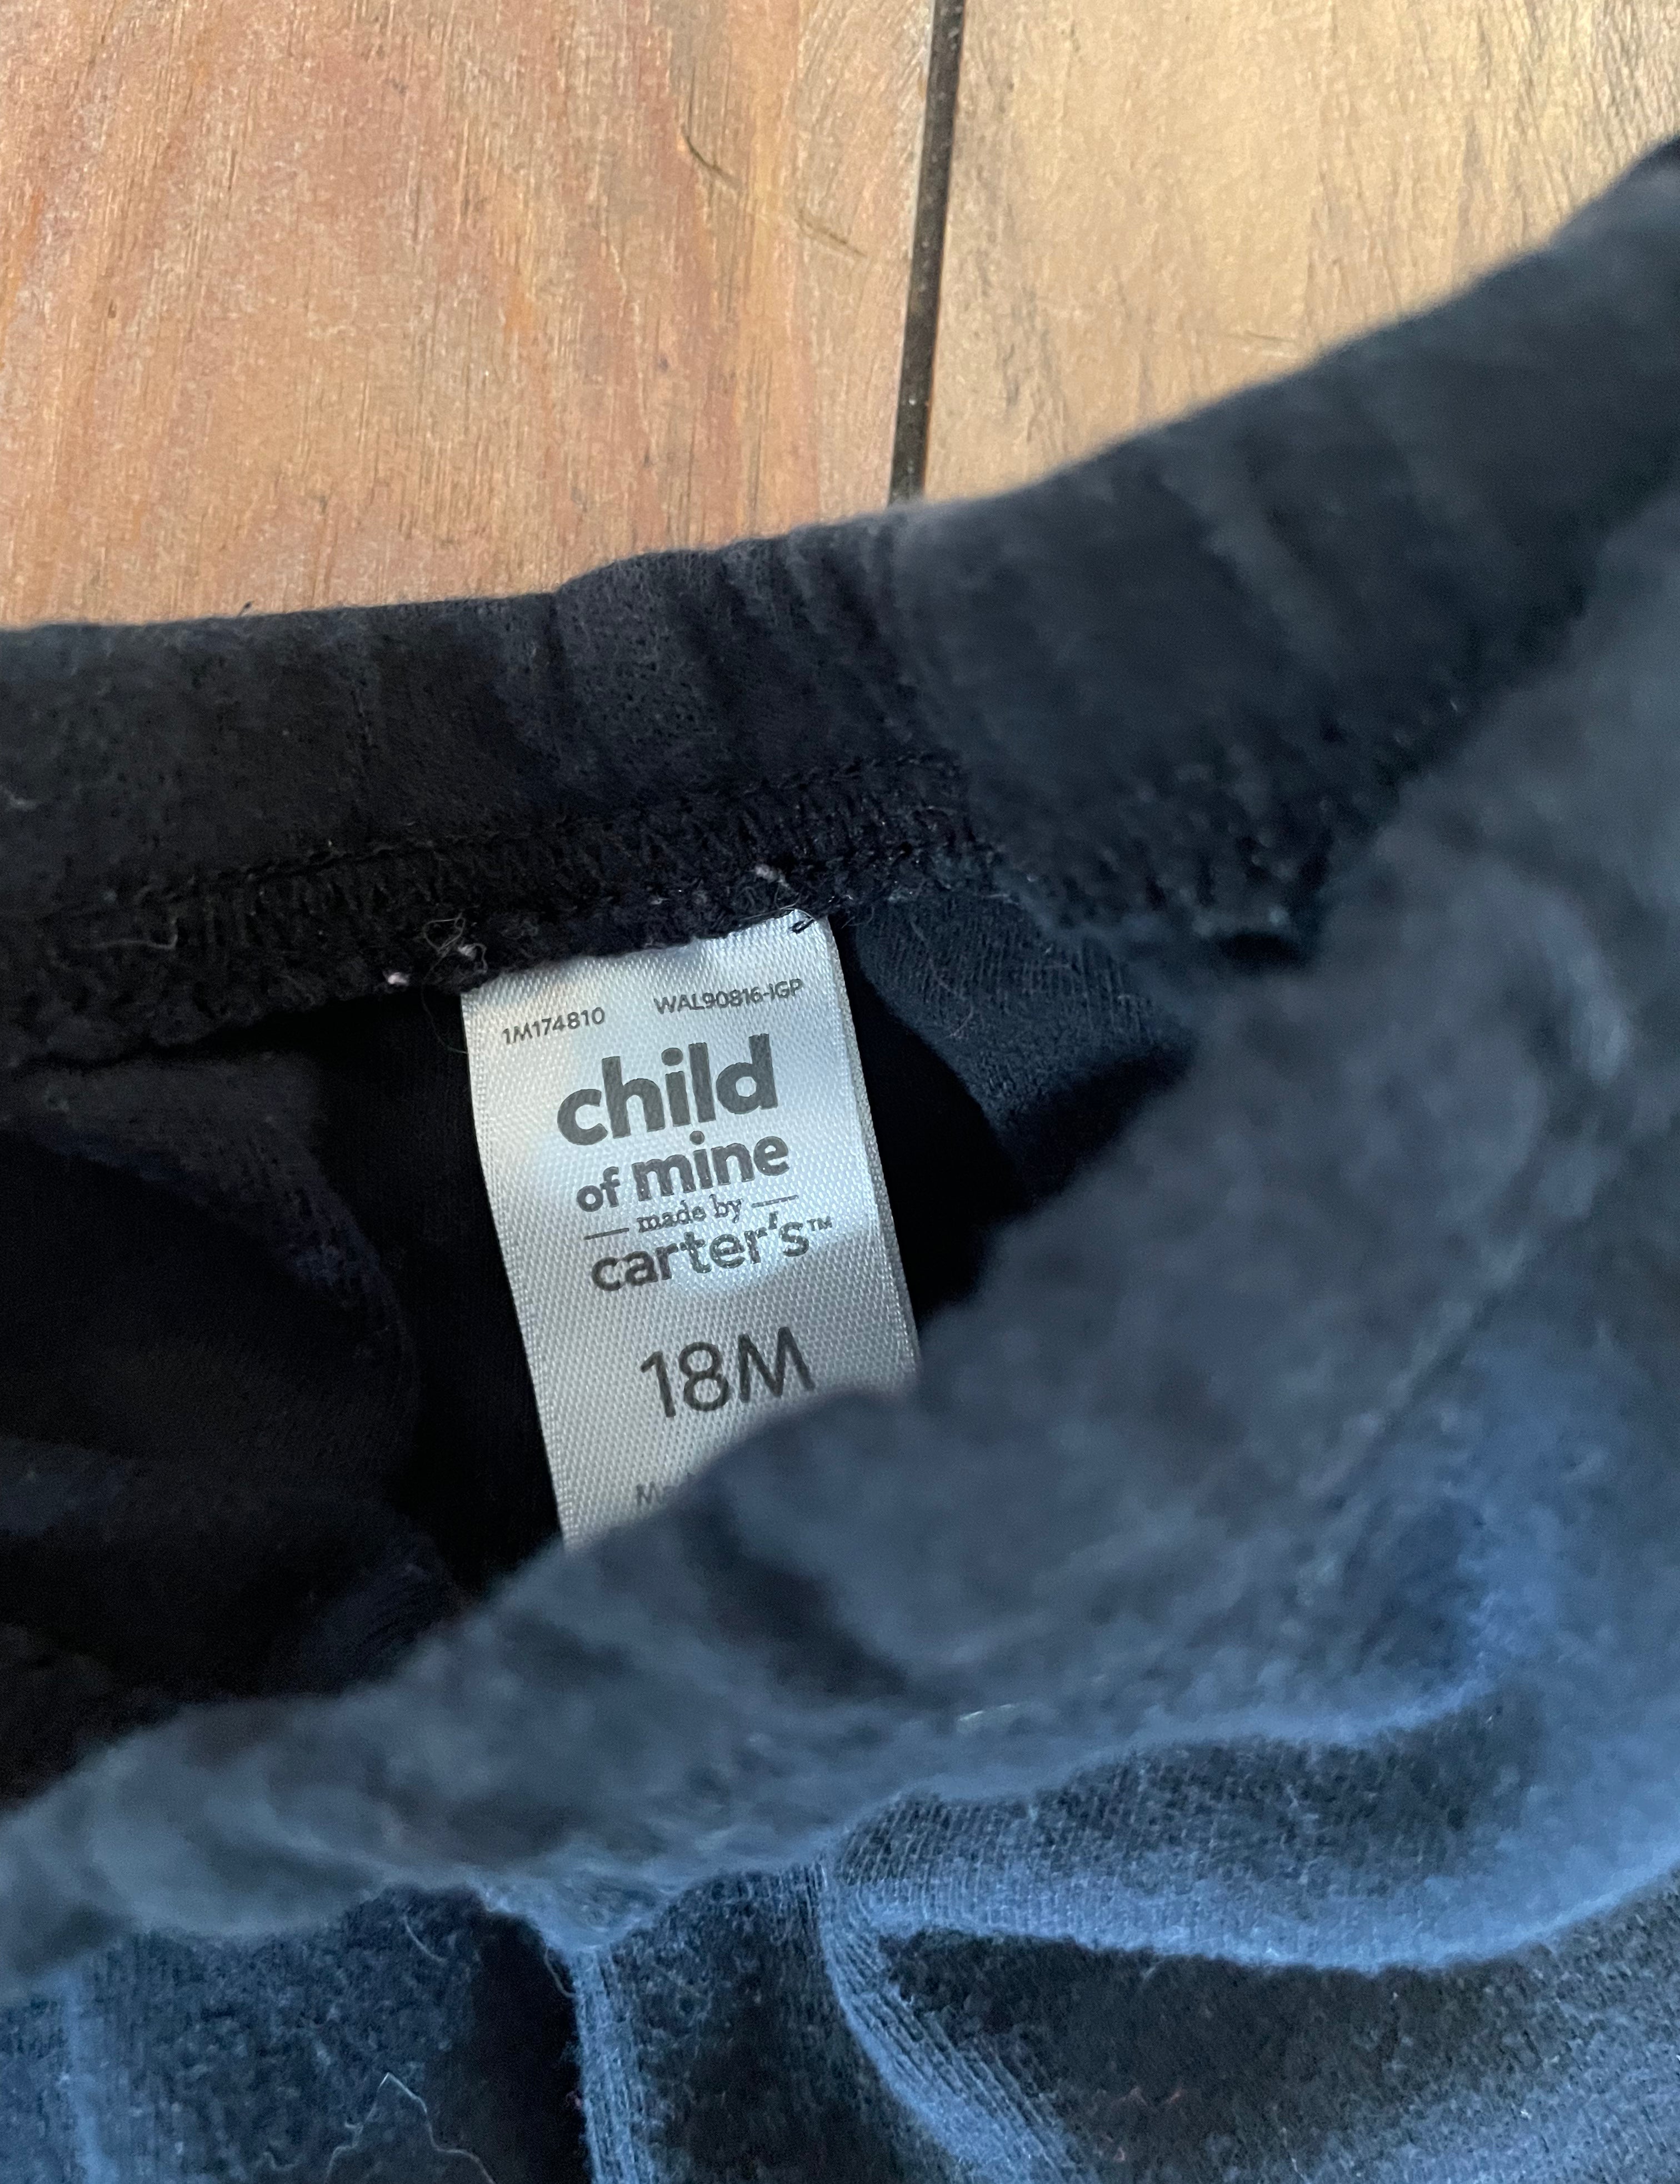 1M174810 WAL90816-IGP
child
of mine
made by
carter's™
18M